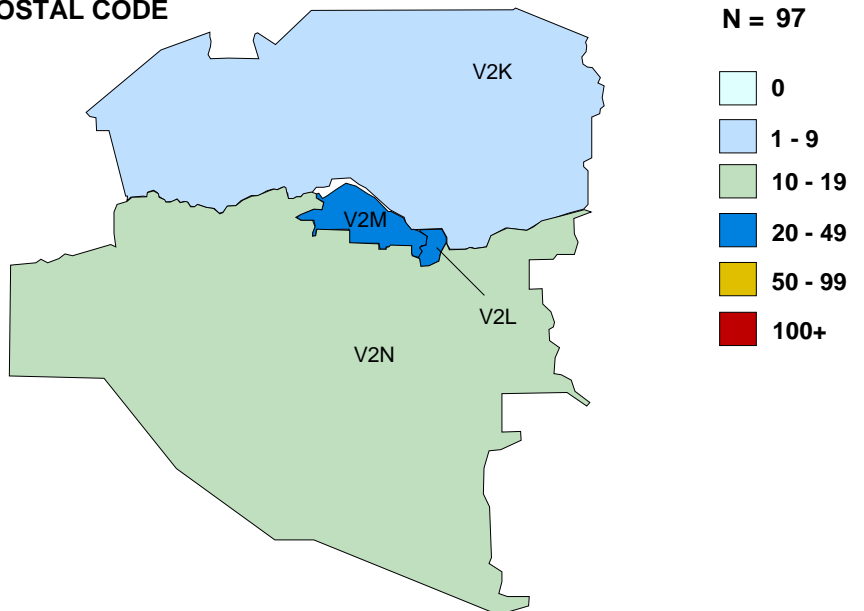 OSTAL CODE
N = 97
V2K
0
1 - 9
10 - 19
V2M
20 - 49
50 - 99
V2L
100+
V2N